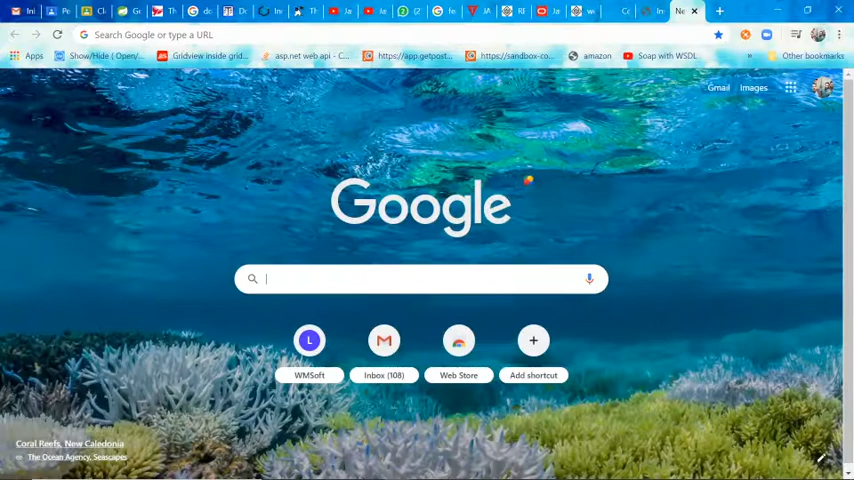 Search Google or type a URL
Apps Show/Hide ( Open/... Gridview inside grid... asp.net web api - C... https://app.getpost... https://sandbox-co... amazon Soap with WSDL » Other bookmarks
Gmail Images
Google
L
WMSoft Inbox (108) Web Store Add shortcut
Coral Reefs, New Caledonia
The Ocean Agency, Seascapes